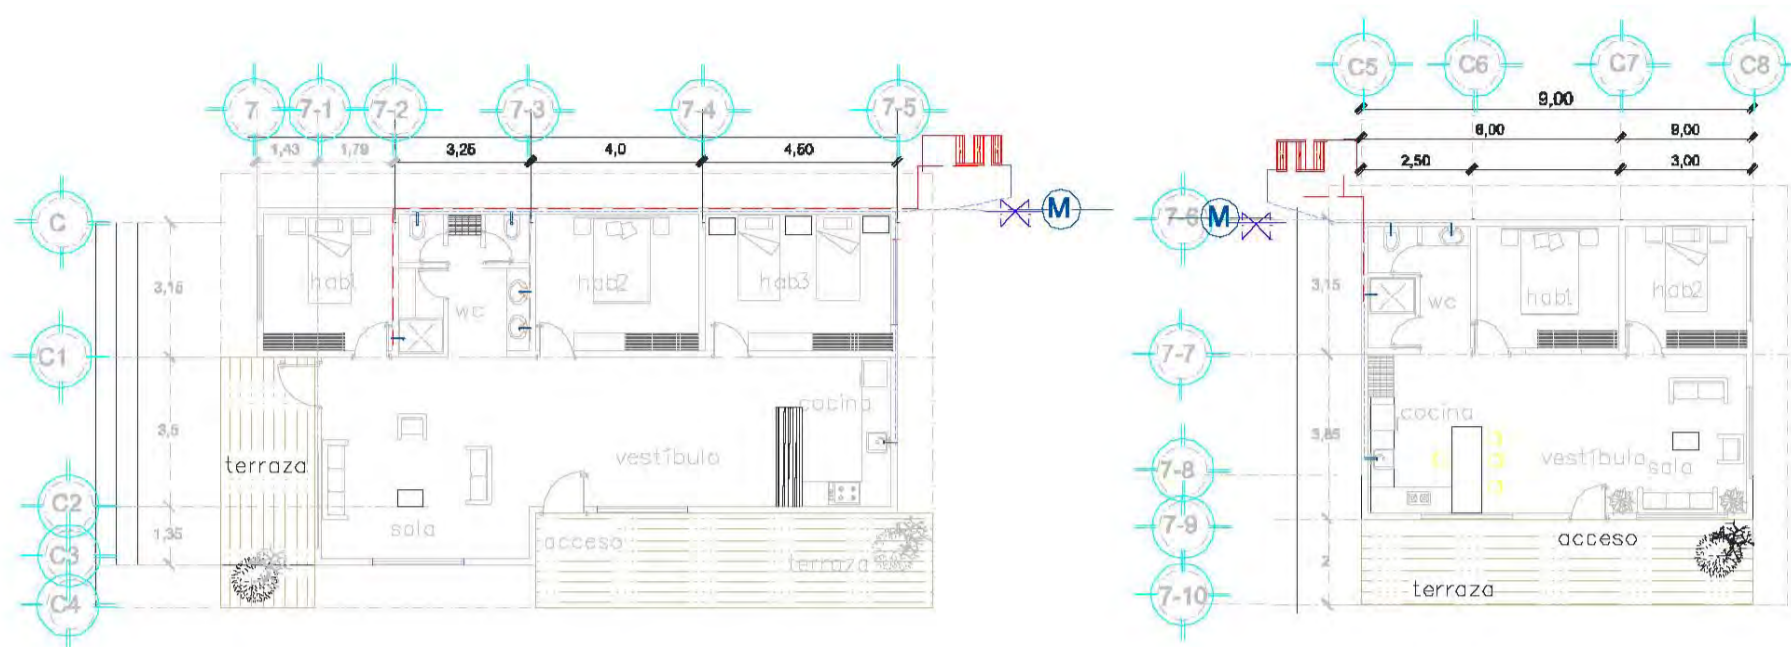 7 7-1 7-2 7-3 7-4 7-5
1,43 1,79 3,25 4,0 4,50
C
M
hab1 hab2 hab3
3,15
wc
C1
cocina
3,5
terraza
vestíbulo
C2
sala
1,35
acceso
C3
terraza
C4
C5 C6 C7 C8
9,00
6,00 9,00
2,50 3,00
7-6 M
3,15
wc hab1 hab2
7-7
cocina
3,85
vestíbulo sala
7-8
7-9
acceso
2
terraza
7-10